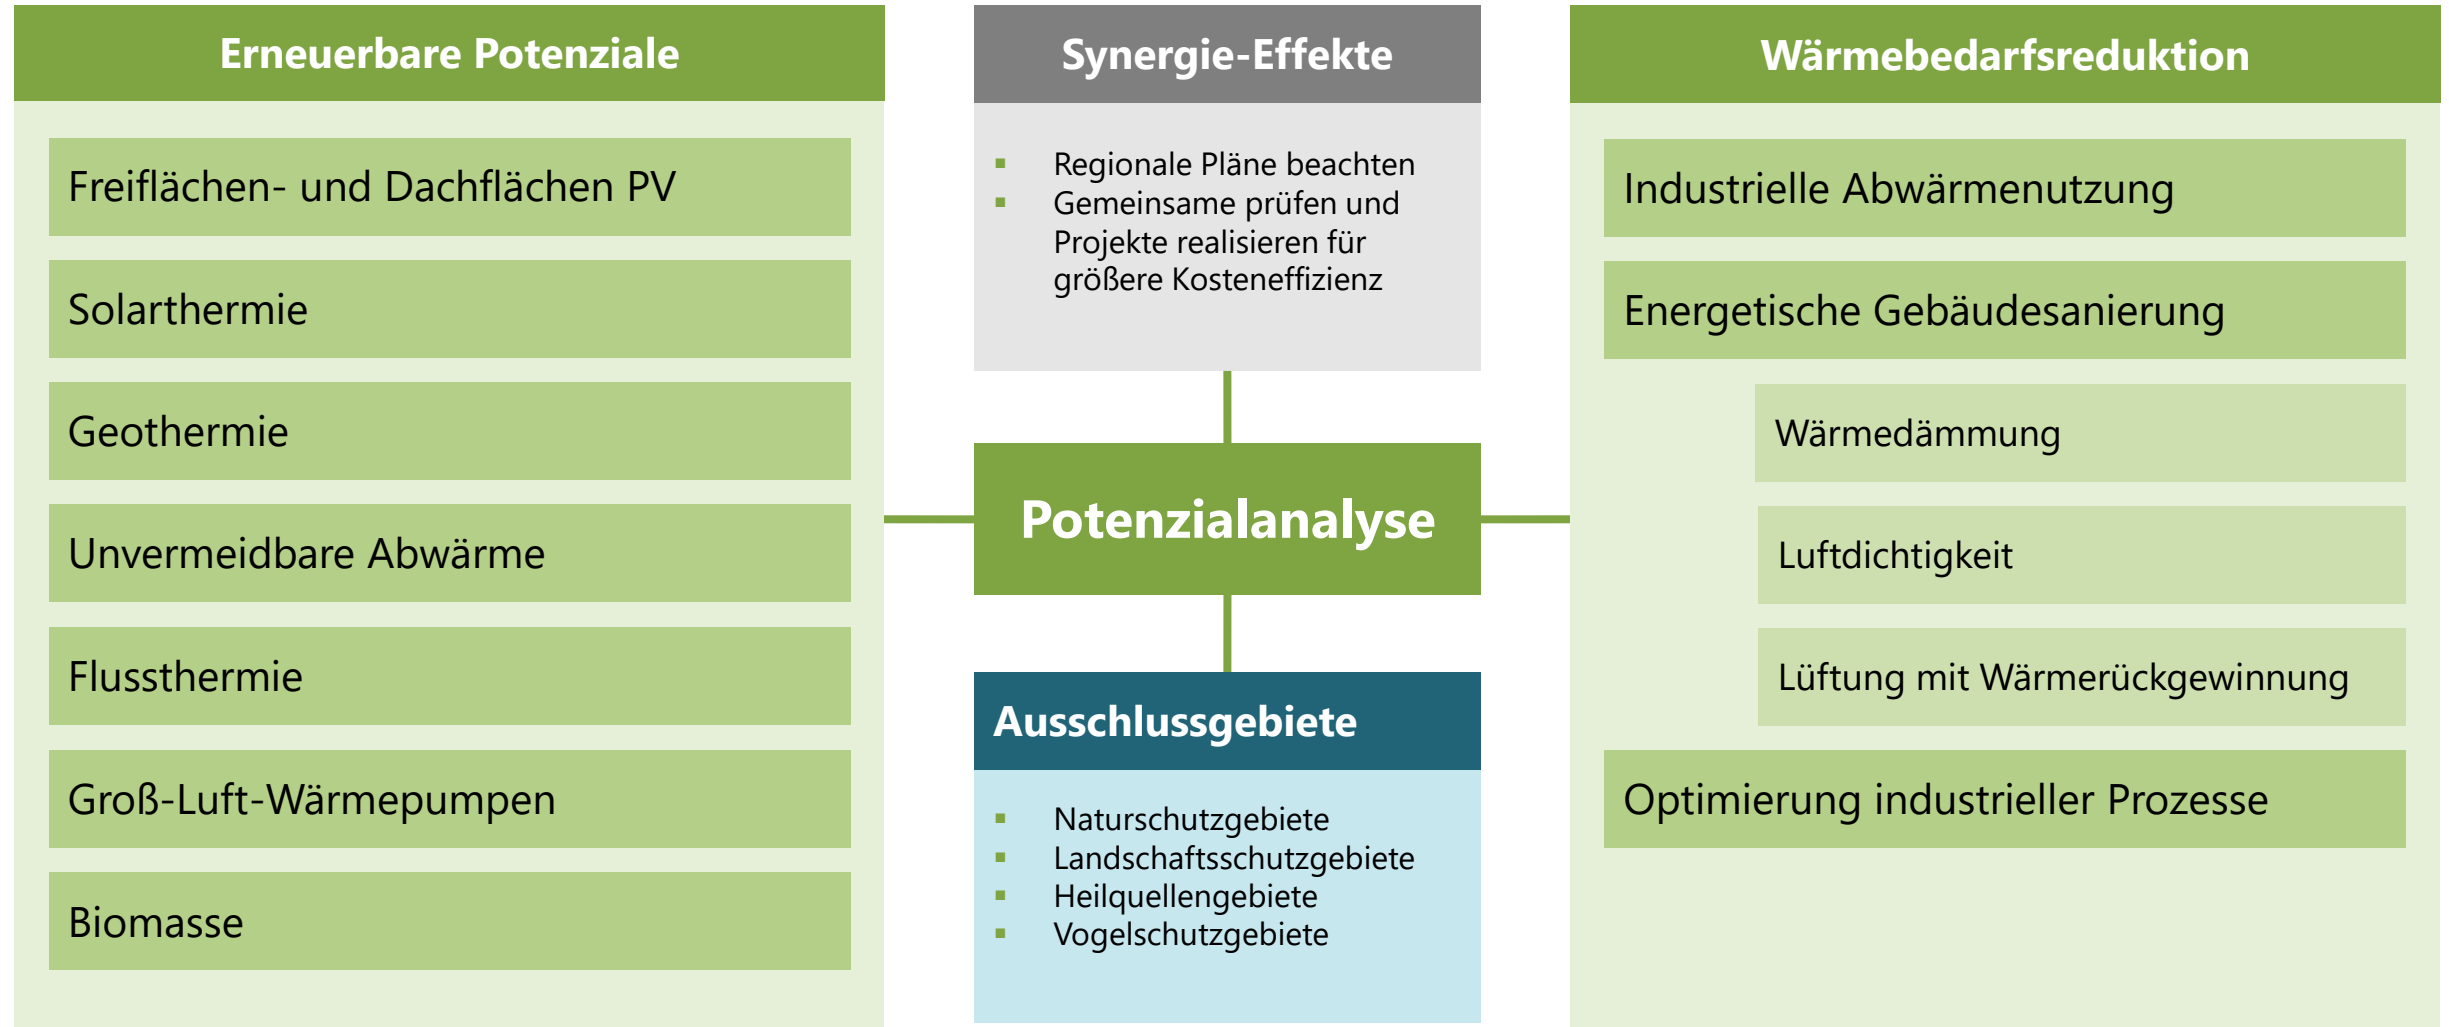 Erneuerbare Potenziale
Freiflächen- und Dachflächen PV
Solarthermie
Geothermie
Unvermeidbare Abwärme
Flussthermie
Groß-Luft-Wärmepumpen
Biomasse
Synergie-Effekte
Regionale Pläne beachten
Gemeinsame prüfen und
Projekte realisieren für
größere Kosteneffizienz
Potenzialanalyse
Ausschlussgebiete
Naturschutzgebiete
Landschaftsschutzgebiete
Heilquellengebiete
Vogelschutzgebiete
Wärmebedarfsreduktion
Industrielle Abwärmenutzung
Energetische Gebäudesanierung
Wärmedämmung
Luftdichtigkeit
Lüftung mit Wärmerückgewinnung
Optimierung industrieller Prozesse